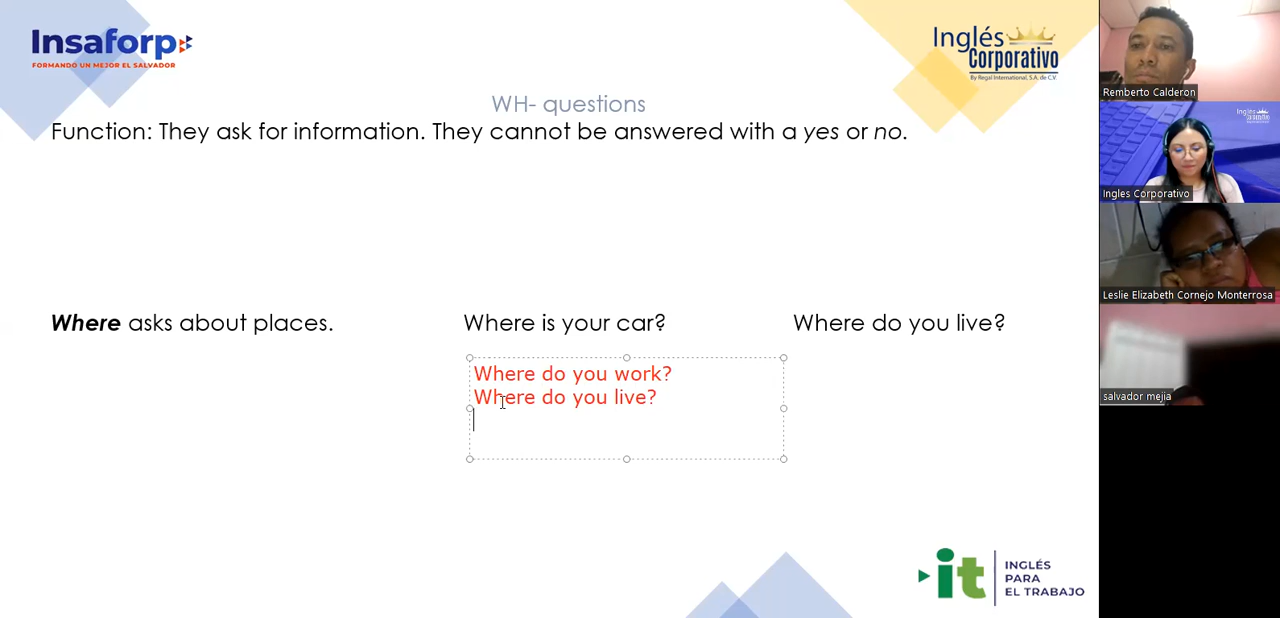 Insaforp
FORMANDO UN MEJOR EL SALVADOR
Inglés
Corporativo
By Regal International, S.A. de C.V.
WH- questions
Function: They ask for information. They cannot be answered with a yes or no.
Where asks about places.
Where is your car?
Where do you live?
Where do you work?
Where do you live?
it
INGLÉS
PARA
EL TRABAJO
Remberto Calderon
Ingles Corporativo
Leslie Elizabeth Cornejo Monterrosa
salvador mejia